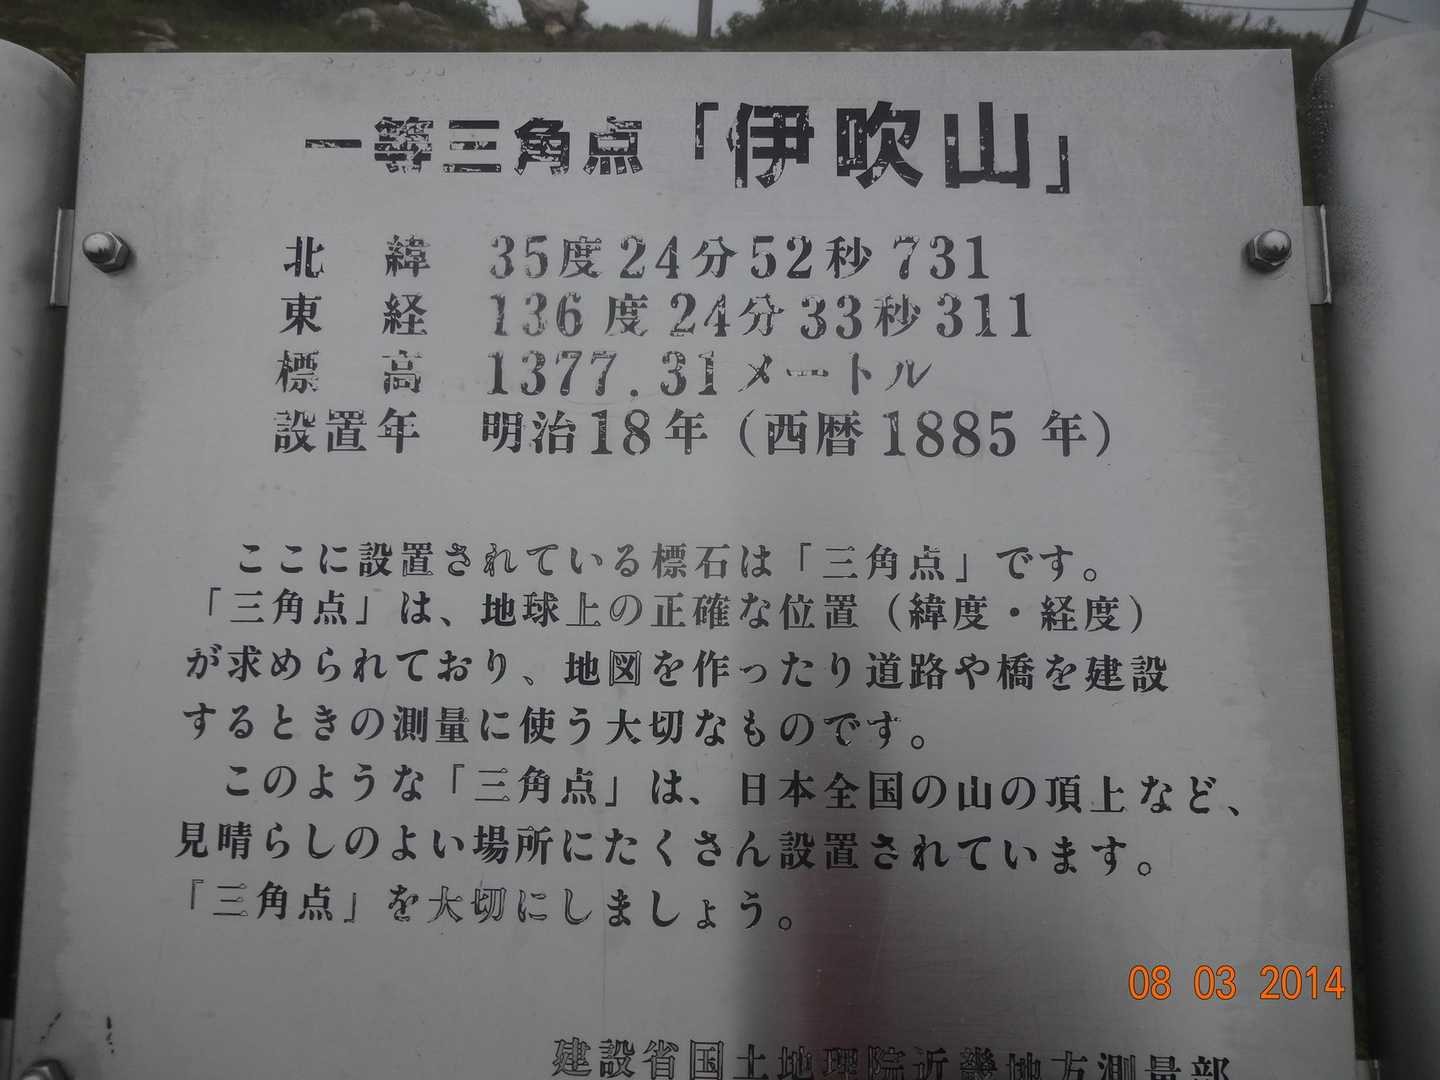 一等三角点「伊吹山」
北　緯　35度24分52秒731
東　経　136度24分33秒311
標　高　1377.31メートル
設置年　明治18年（西暦1885年）
ここに設置されている標石は「三角点」です。
「三角点」は、地球上の正確な位置（緯度・経度）
が求められており、地図を作ったり道路や橋を建設
するときの測量に使う大切なものです。
このような「三角点」は、日本全国の山の頂上など、
見晴らしのよい場所にたくさん設置されています。
「三角点」を大切にしましょう。
建設省国土地理院近畿地方測量部
08 03 2014